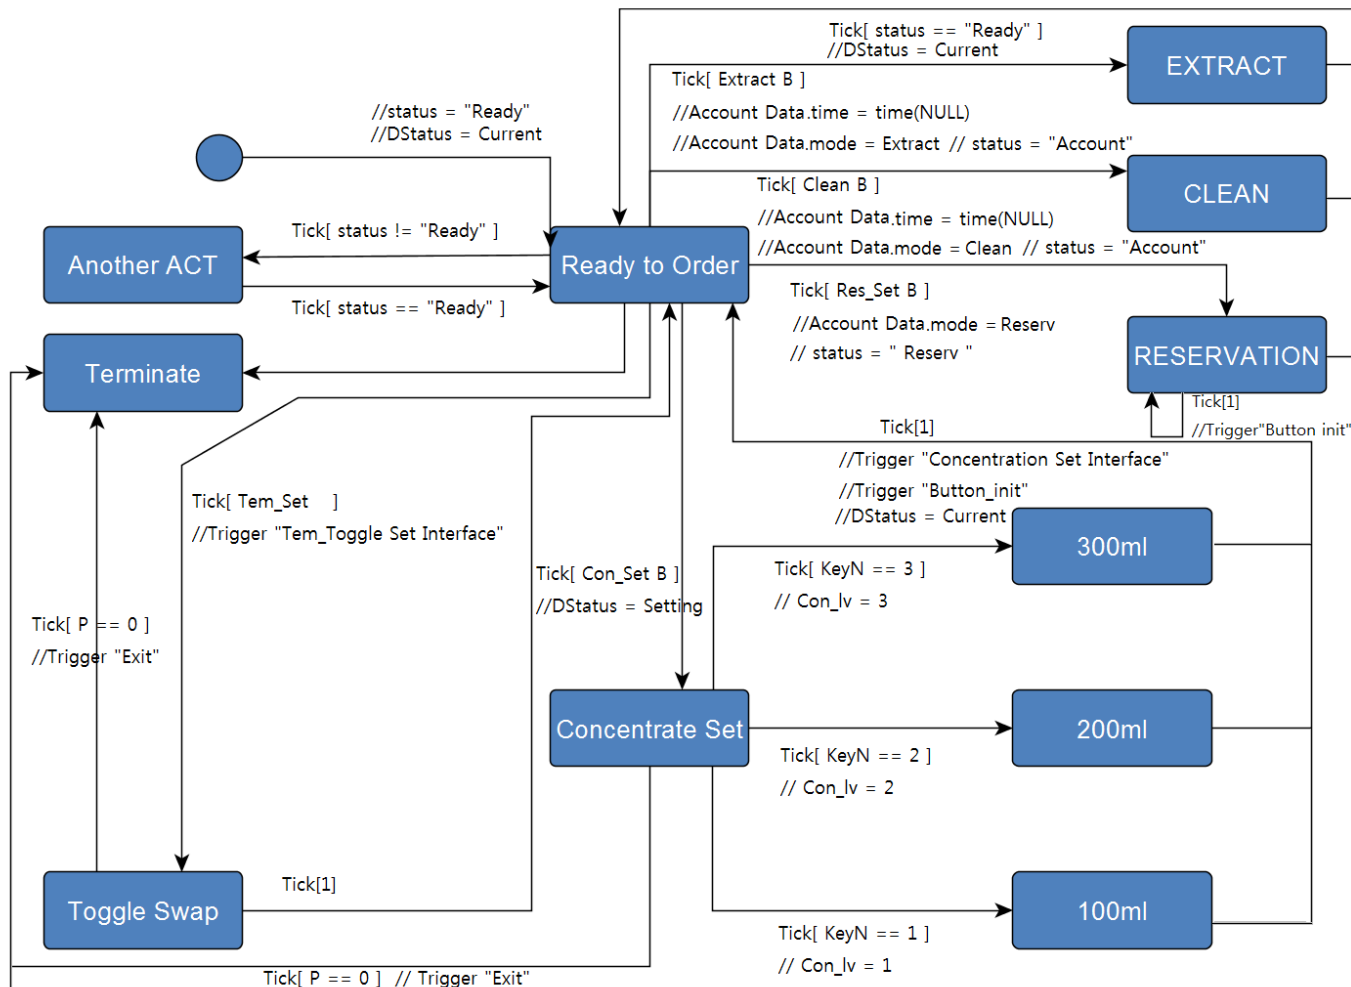 Tick[ status == "Ready" ]
//DStatus = Current
EXTRACT
Tick[ Extract B ]
//Account Data.time = time(NULL)
//Account Data.mode = Extract // status = "Account"
//status = "Ready"
//DStatus = Current
CLEAN
Tick[ Clean B ]
//Account Data.time = time(NULL)
//Account Data.mode = Clean // status = "Account"
Tick[ status != "Ready" ]
Another ACT
Ready to Order
Tick[ status == "Ready" ]
Tick[ Res_Set B ]
//Account Data.mode = Reserv
// status = " Reserv "
RESERVATION
Terminate
Tick[1]
//Trigger"Button init"
Tick[1]
//Trigger "Concentration Set Interface"
//Trigger "Button_init"
//DStatus = Current
Tick[ Tem_Set ]
//Trigger "Tem_Toggle Set Interface"
300ml
Tick[ Con_Set B ]
//DStatus = Setting
Tick[ KeyN == 3 ]
// Con_lv = 3
Tick[ P == 0 ]
//Trigger "Exit"
Concentrate Set
200ml
Tick[ KeyN == 2 ]
// Con_lv = 2
Toggle Swap
Tick[1]
100ml
Tick[ KeyN == 1 ]
// Con_lv = 1
Tick[ P == 0 ] // Trigger "Exit"